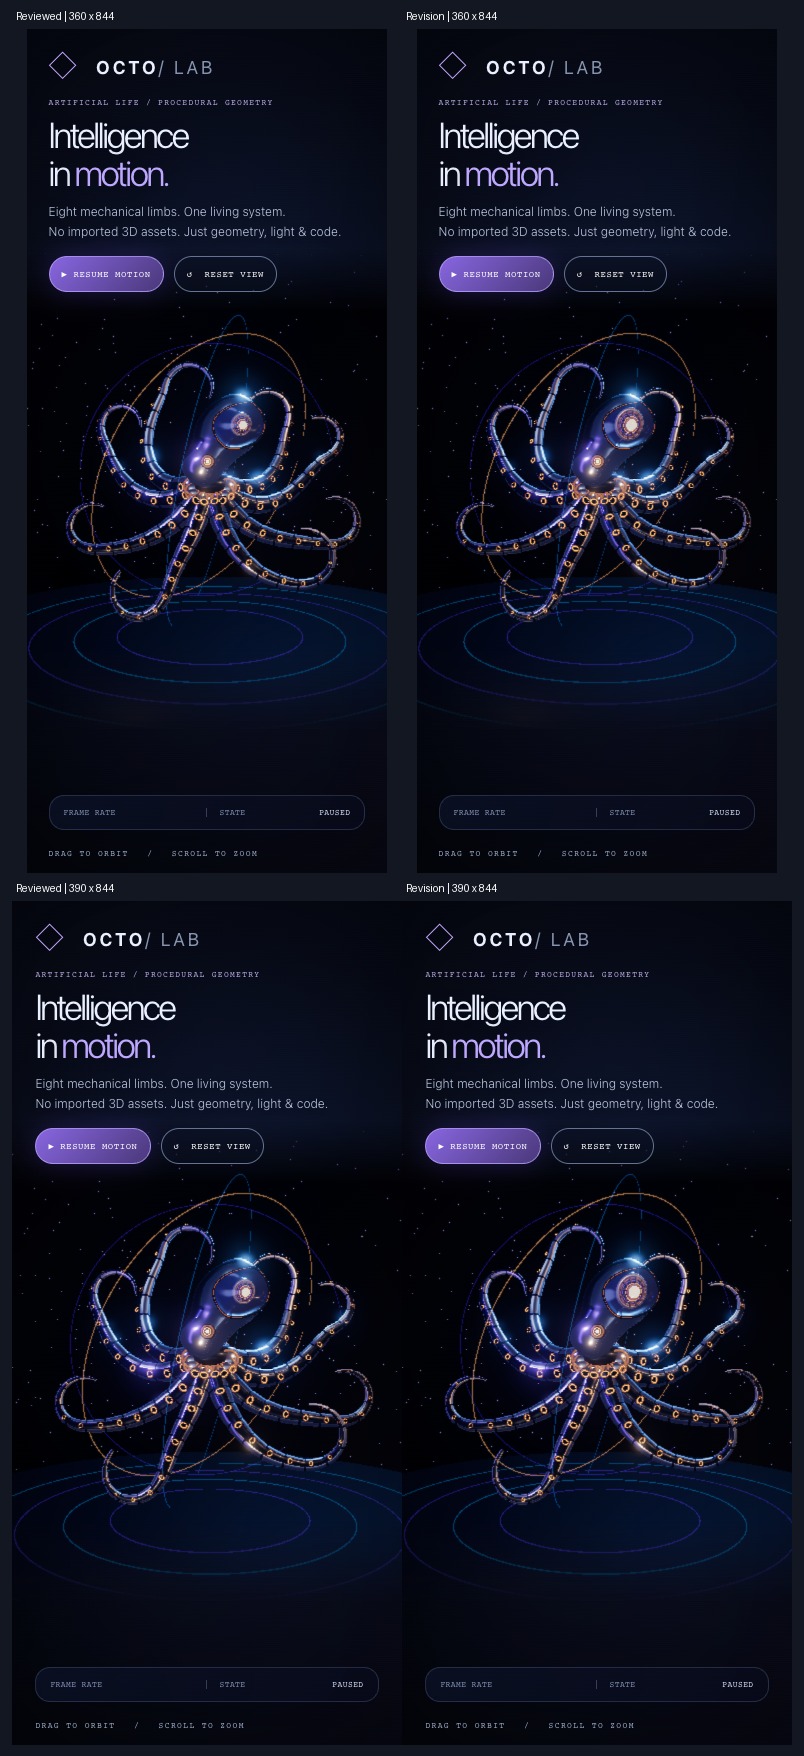 Reviewed | 360 x 844
OCTO/ LAB
ARTIFICIAL LIFE / PROCEDURAL GEOMETRY
Intelligence
in motion.
Eight mechanical limbs. One living system.
No imported 3D assets. Just geometry, light & code.
▶ RESUME MOTION
↺ RESET VIEW
FRAME RATE | STATE PAUSED
DRAG TO ORBIT / SCROLL TO ZOOM
Revision | 360 x 844
OCTO/ LAB
ARTIFICIAL LIFE / PROCEDURAL GEOMETRY
Intelligence
in motion.
Eight mechanical limbs. One living system.
No imported 3D assets. Just geometry, light & code.
▶ RESUME MOTION
↺ RESET VIEW
FRAME RATE | STATE PAUSED
DRAG TO ORBIT / SCROLL TO ZOOM
Reviewed | 390 x 844
OCTO/ LAB
ARTIFICIAL LIFE / PROCEDURAL GEOMETRY
Intelligence
in motion.
Eight mechanical limbs. One living system.
No imported 3D assets. Just geometry, light & code.
▶ RESUME MOTION
↺ RESET VIEW
FRAME RATE | STATE PAUSED
DRAG TO ORBIT / SCROLL TO ZOOM
Revision | 390 x 844
OCTO/ LAB
ARTIFICIAL LIFE / PROCEDURAL GEOMETRY
Intelligence
in motion.
Eight mechanical limbs. One living system.
No imported 3D assets. Just geometry, light & code.
▶ RESUME MOTION
↺ RESET VIEW
FRAME RATE | STATE PAUSED
DRAG TO ORBIT / SCROLL TO ZOOM